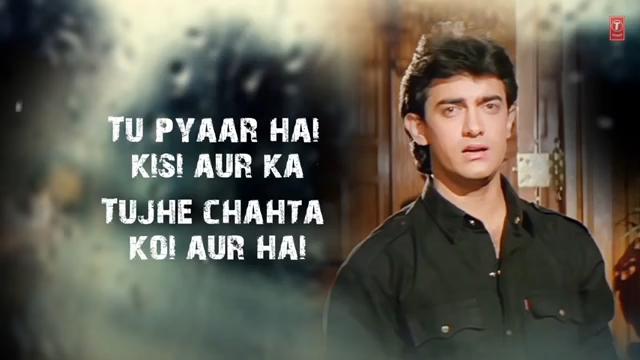 TU PYAAR HAI
KISI AUR KA
TUJHE CHAHTA
KOI AUR HAI